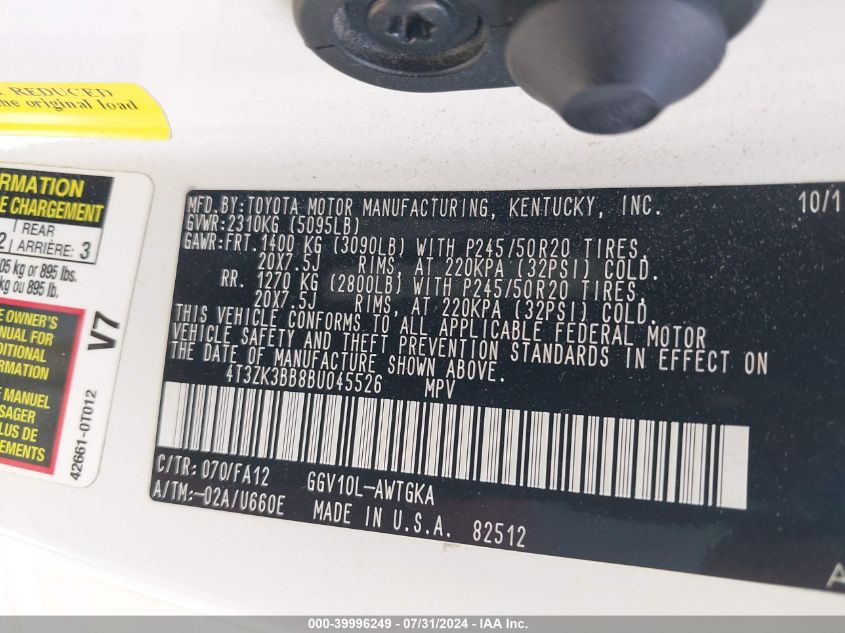 REDUCED
the original load
RMATION
E CHARGEMENT
2 REAR ARRIÈRE: 3
05 kg or 895 lbs.
kg ou 895 lb.
E OWNER'S
ANUAL FOR
DITIONAL
ORMATION
E MANUEL
SAGER
PLUS DE
NEMENTS
V7
42661-0T012
MFD. BY: TOYOTA MOTOR MANUFACTURING, KENTUCKY, INC. 10/1
GVWR: 2310KG (5095LB)
GAWR: FRT. 1400 KG (3090LB) WITH P245/50R20 TIRES,
20X7.5J RIMS, AT 220KPA (32PSI) COLD.
RR. 1270 KG (2800LB) WITH P245/50R20 TIRES,
20X7.5J RIMS, AT 220KPA (32PSI) COLD.
THIS VEHICLE CONFORMS TO ALL APPLICABLE FEDERAL MOTOR
VEHICLE SAFETY AND THEFT PREVENTION STANDARDS IN EFFECT ON
THE DATE OF MANUFACTURE SHOWN ABOVE.
4T3ZK3BB8BU045526 MPV
C/TR: 070/FA12 GGV10L-AWTGKA
A/TM: -02A/U660E MADE IN U.S.A. 82512
A
000-39996249 - 07/31/2024 - IAA Inc.